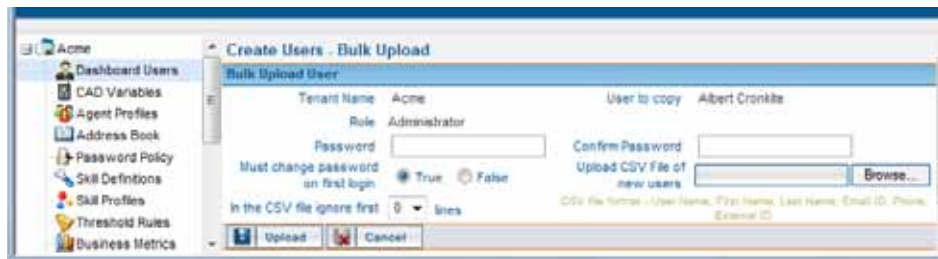 Acme
Dashboard Users
CAD Variables
Agent Profiles
Address Book
Password Policy
Skill Definitions
Skill Profiles
Threshold Rules
Business Metrics
Create Users - Bulk Upload
Bulk Upload User
Tenant Name Acme User to copy Albert Cronkite
Role Administrator
Password Confirm Password
Must change password on first login True False Upload CSV File of new users Browse...
In the CSV file ignore first 0 lines
CSV file format - User Name, First Name, Last Name, Email ID, Phone,
External ID
Upload Cancel